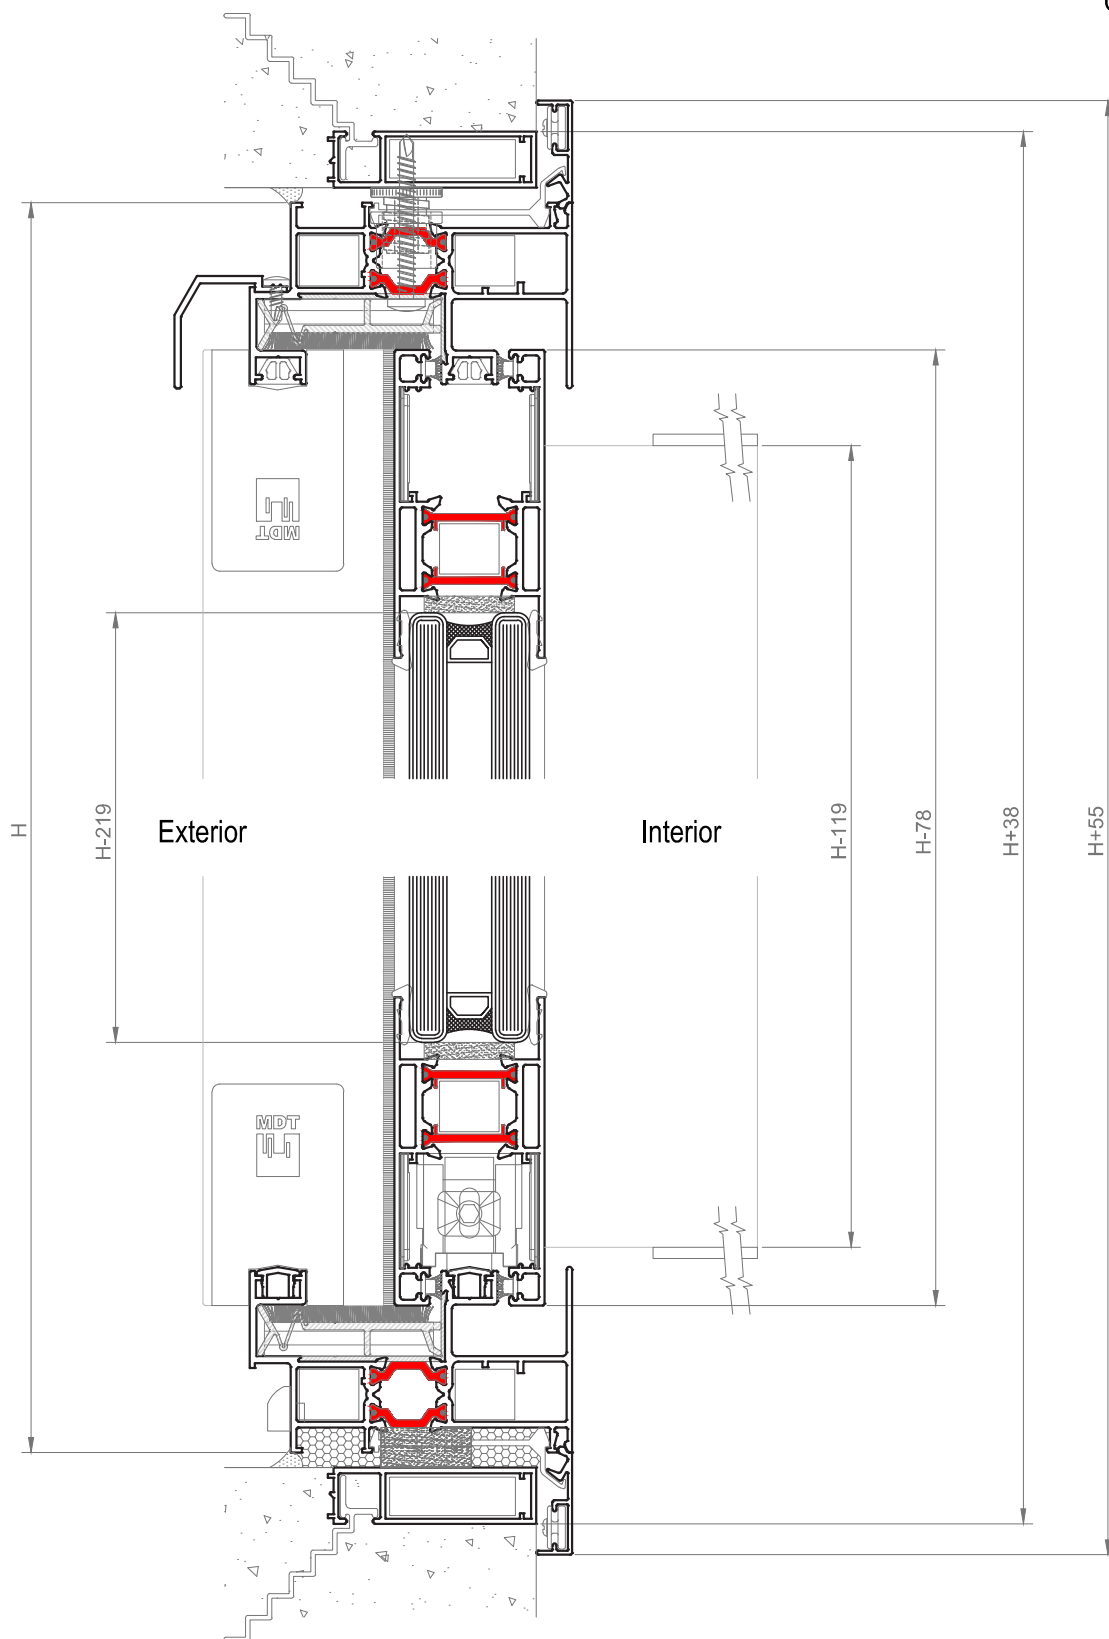 MDT
H
H-219
Exterior
Interior
H-119
H-78
H+38
H+55
MDT